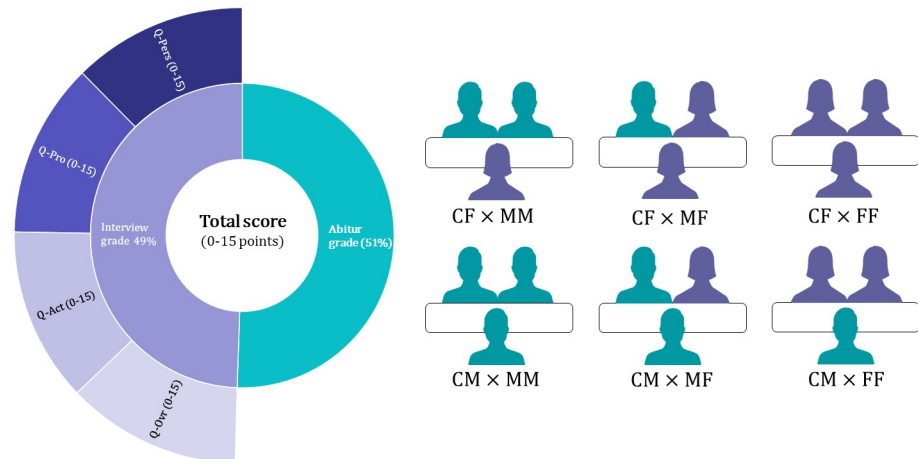 Q-Pers (0-15)
Q-Pro (0-15)
Q-Act (0-15)
Q-Ovr (0-15)
Interview
grade 49%
Total score
(0-15 points)
Abitur
grade (51%)
CF × MM
CF × MF
CF × FF
CM × MM
CM × MF
CM × FF